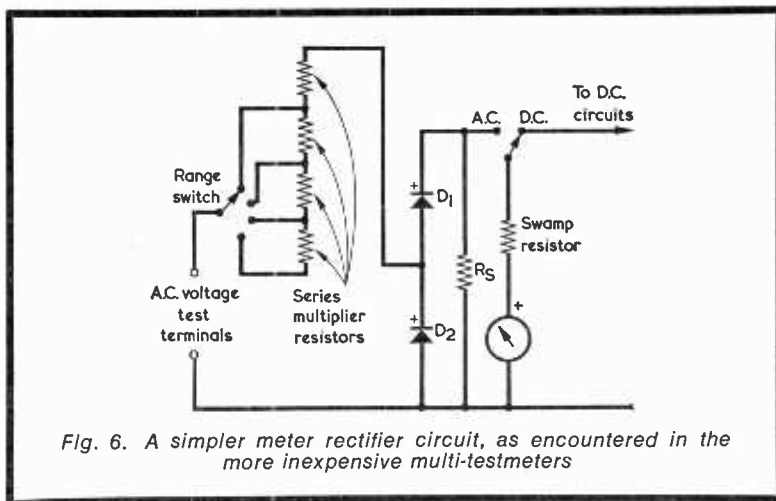 To D.C.
circuits
A.C. D.C.
Range
switch
+
D1
Swamp
resistor
RS
+
+
D2
A.C. voltage
test
terminals
Series
multiplier
resistors
Fig. 6. A simpler meter rectifier circuit, as encountered in the
more inexpensive multi-testmeters